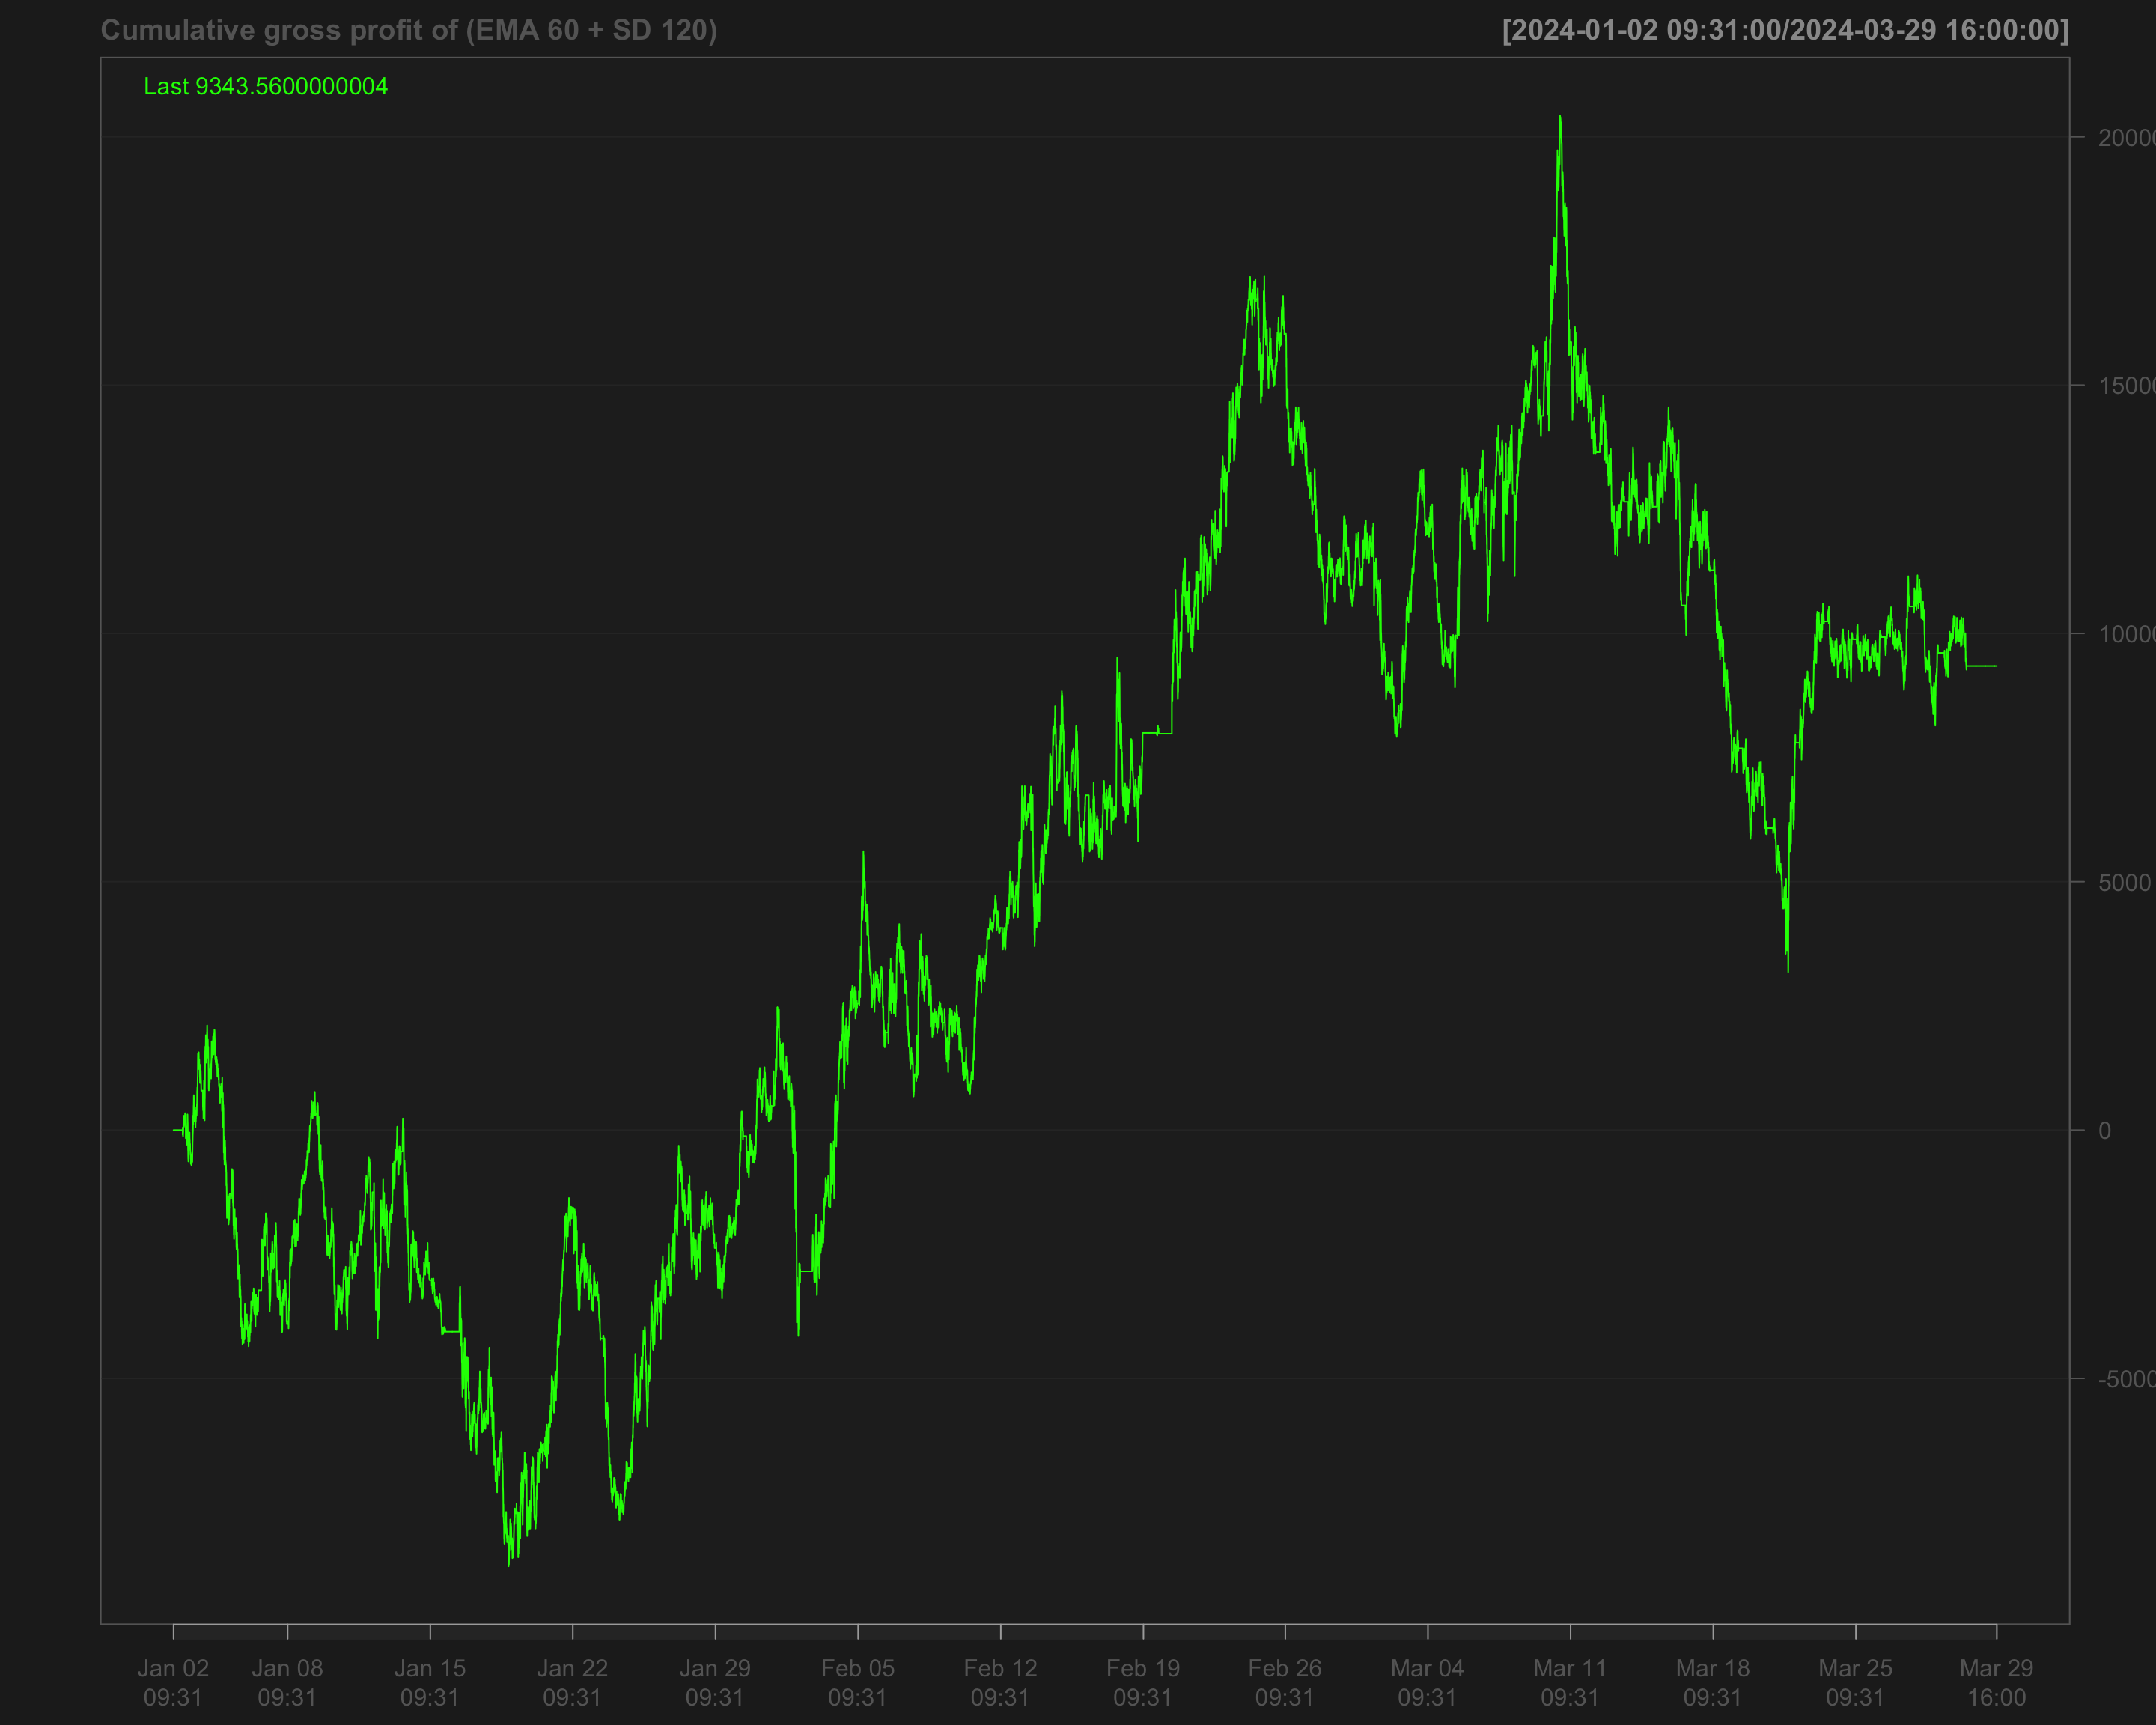 Cumulative gross profit of (EMA 60 + SD 120) [2024-01-02 09:31:00/2024-03-29 16:00:00]
Last 9343.5600000004
20000
15000
10000
5000
0
-5000
Jan 02 Jan 08 Jan 15 Jan 22 Jan 29 Feb 05 Feb 12 Feb 19 Feb 26 Mar 04 Mar 11 Mar 18 Mar 25 Mar 29
09:31 09:31 09:31 09:31 09:31 09:31 09:31 09:31 09:31 09:31 09:31 09:31 09:31 16:00